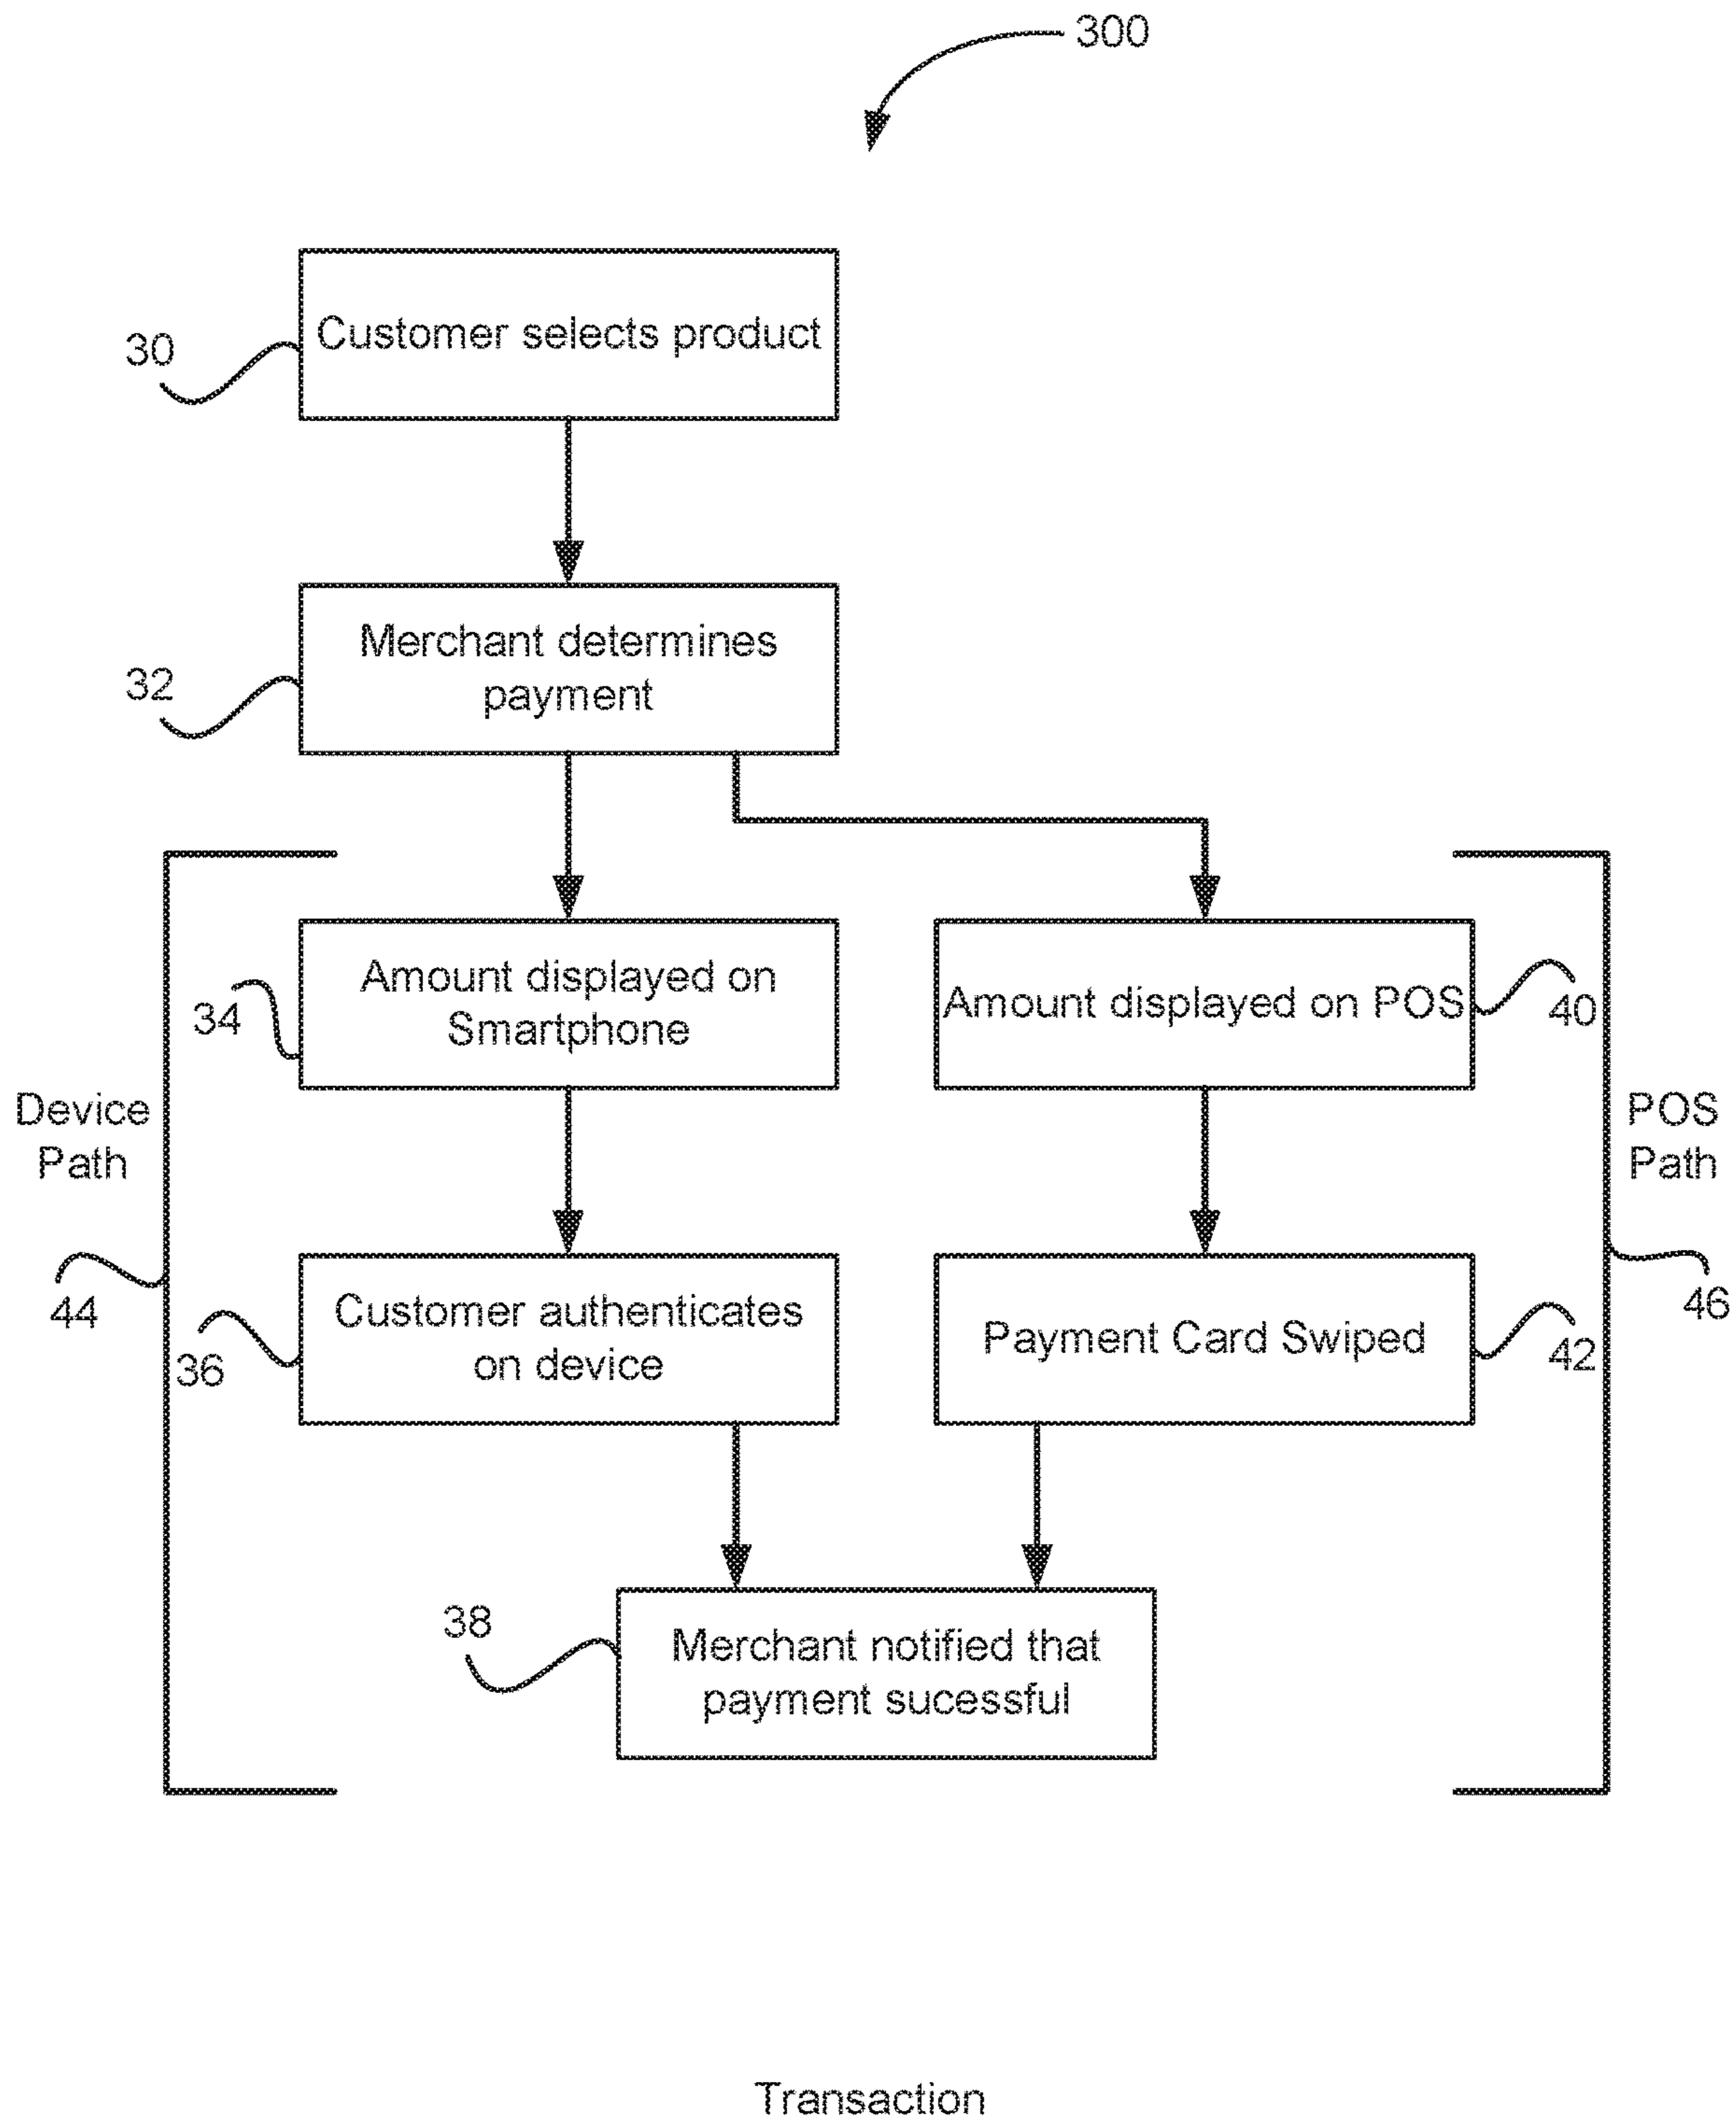 300
Customer selects product
30
Merchant determines
payment
32
Amount displayed on
Smartphone
34
Amount displayed on POS
40
Device
Path
POS
Path
44
Customer authenticates
on device
36
Payment Card Swiped
42
46
38
Merchant notified that
payment sucessful
Transaction